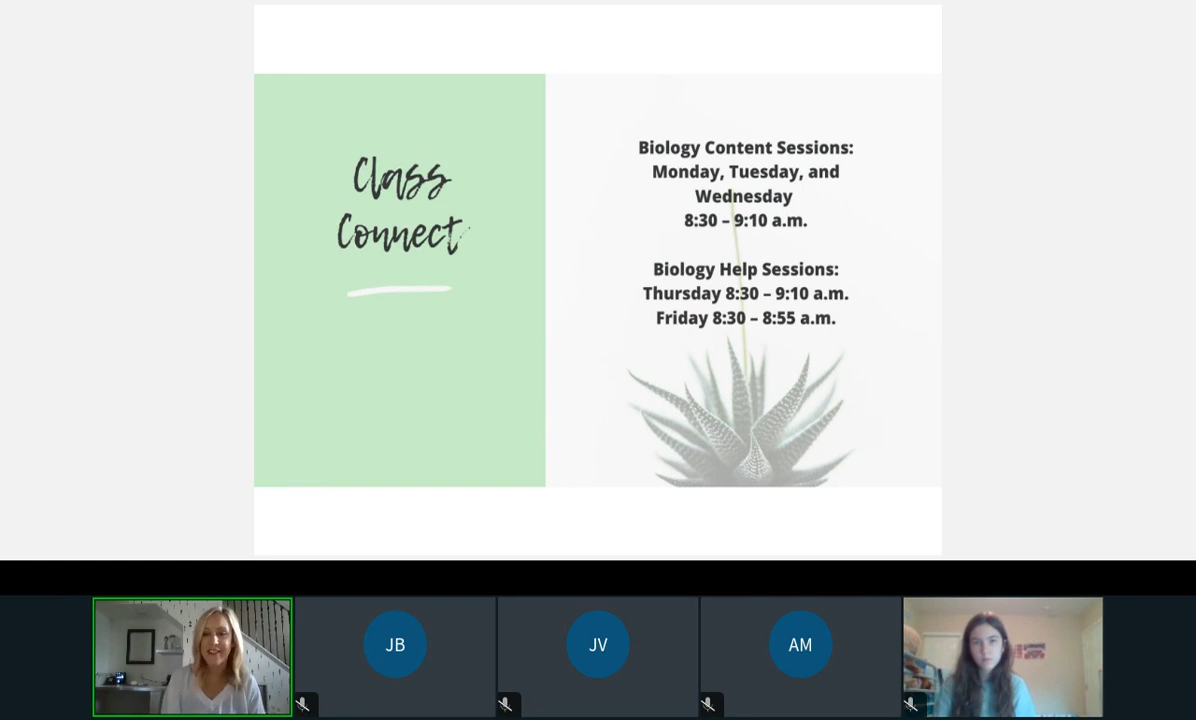 Class
Connect
Biology Content Sessions:
Monday, Tuesday, and
Wednesday
8:30 – 9:10 a.m.
Biology Help Sessions:
Thursday 8:30 – 9:10 a.m.
Friday 8:30 – 8:55 a.m.
JB
JV
AM